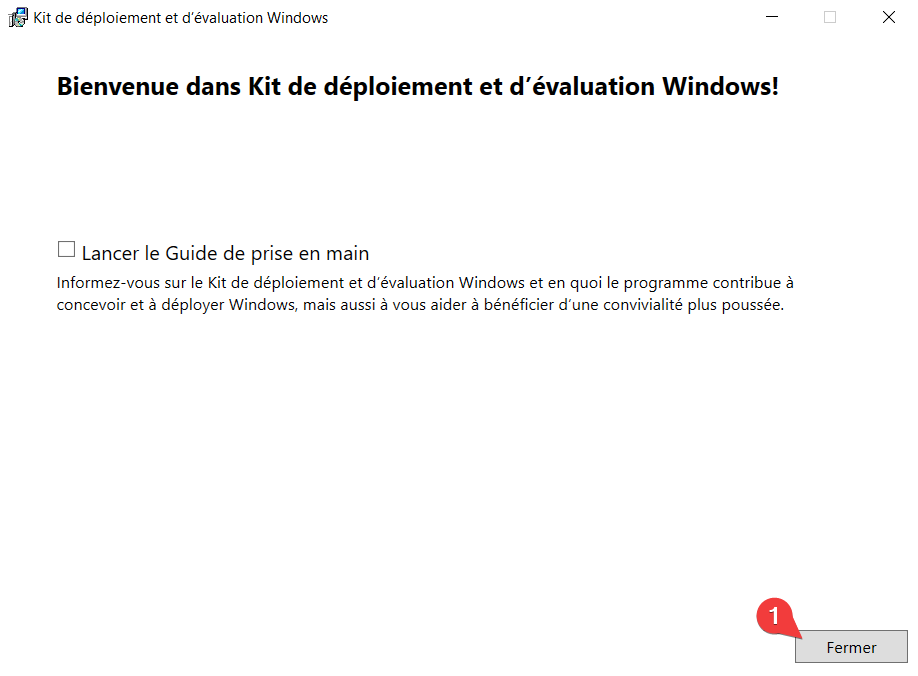 Kit de déploiement et d’évaluation Windows
Bienvenue dans Kit de déploiement et d’évaluation Windows!
Lancer le Guide de prise en main
Informez-vous sur le Kit de déploiement et d’évaluation Windows et en quoi le programme contribue à
concevoir et à déployer Windows, mais aussi à vous aider à bénéficier d’une convivialité plus poussée.
1
Fermer